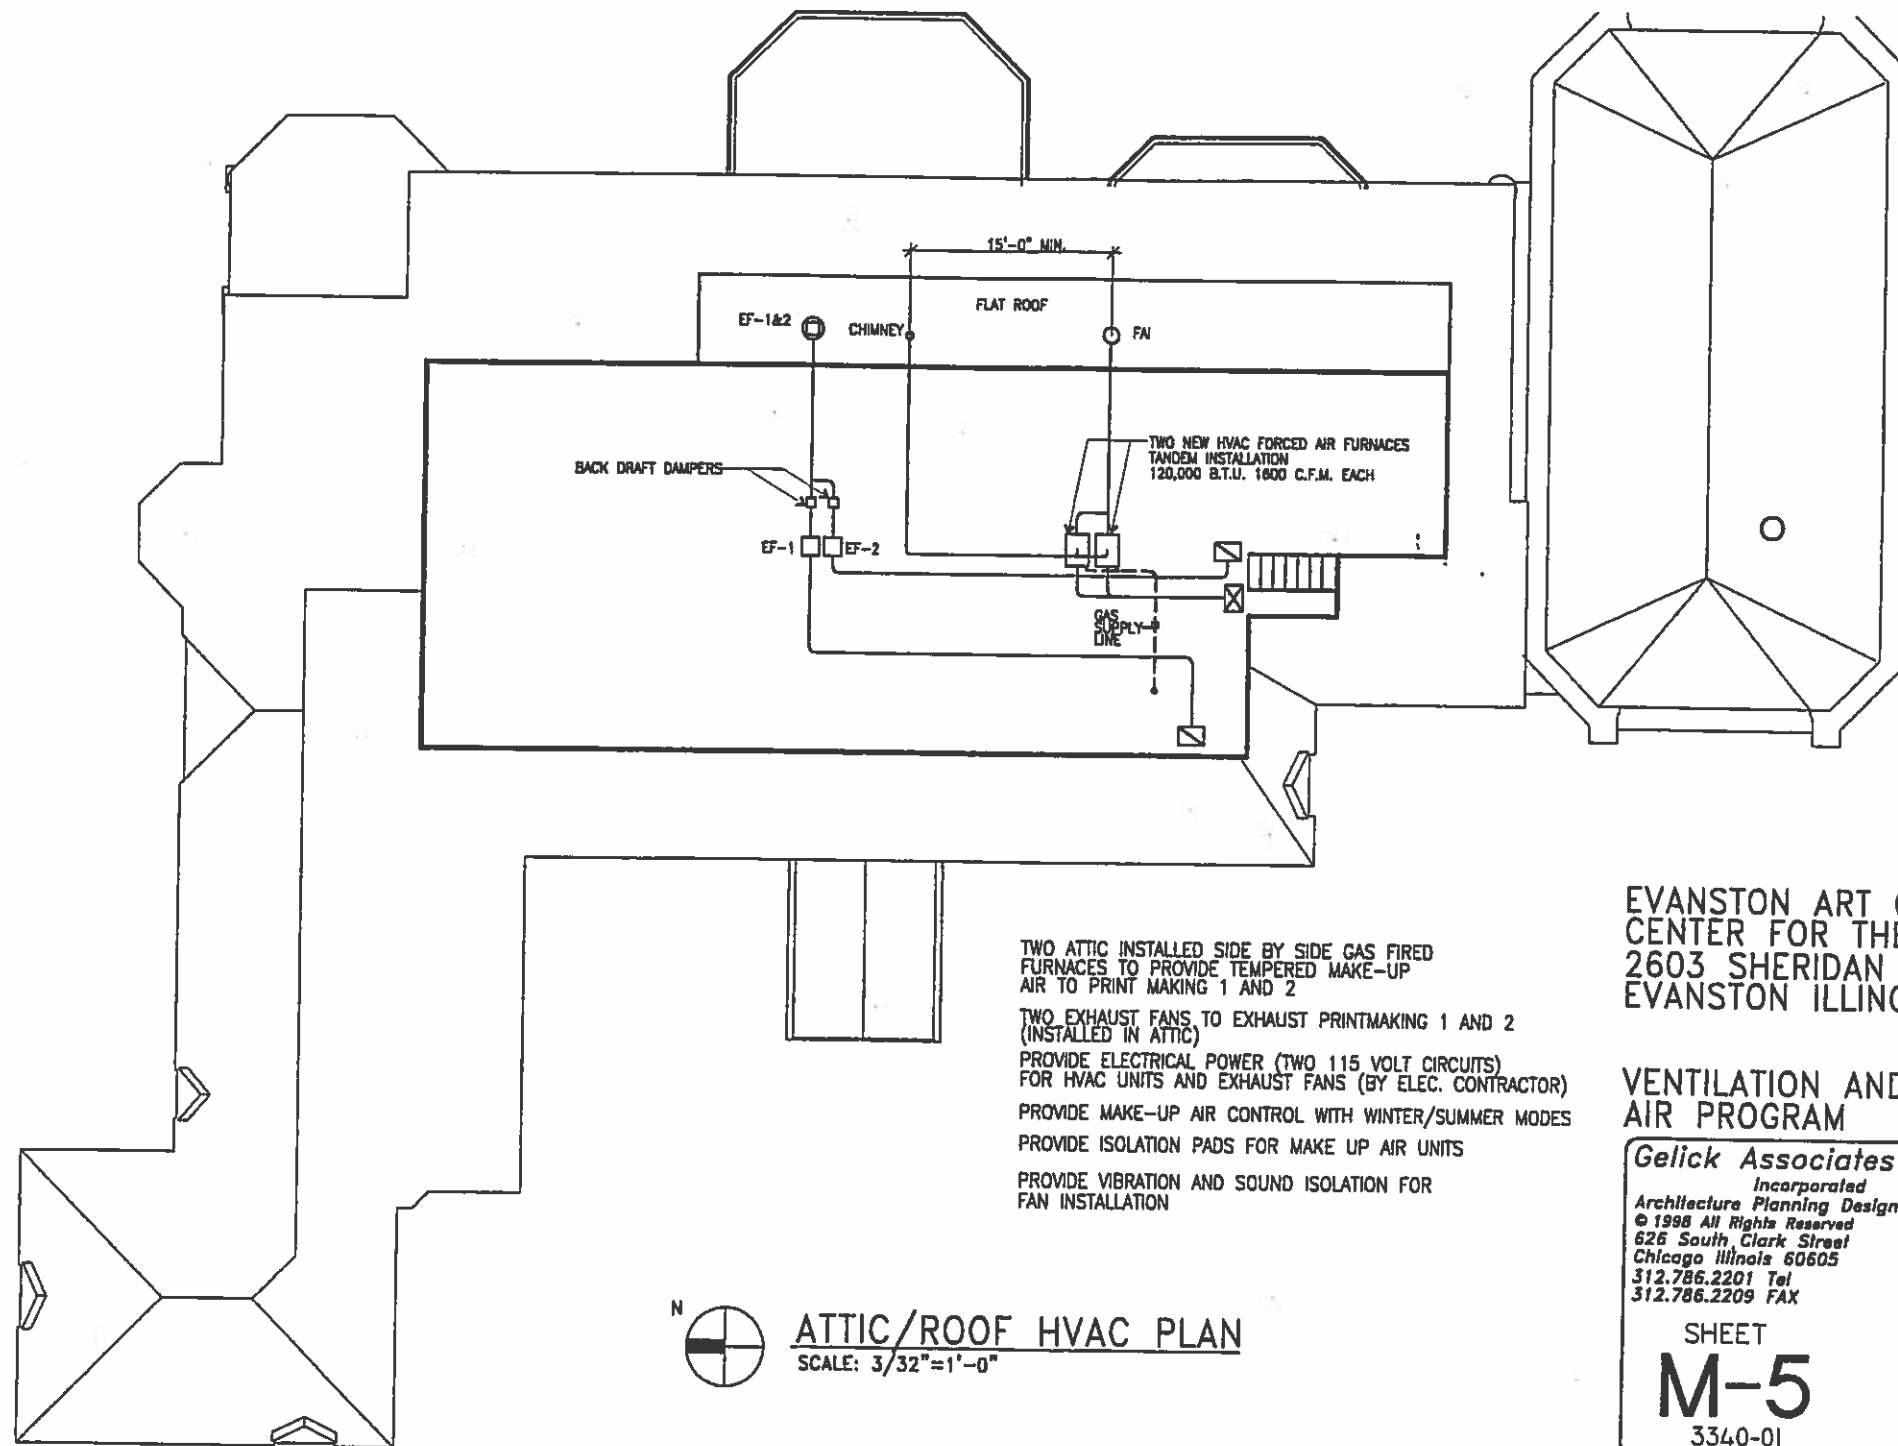 15'-0" MIN.
FLAT ROOF
EF-1&2
CHIMNEY
FAI
TWO NEW HVAC FORCED AIR FURNACES
TANDEM INSTALLATION
120,000 B.T.U. 1600 C.F.M. EACH
BACK DRAFT DAMPERS
EF-1
EF-2
GAS
SUPPLY
LINE
TWO ATTIC INSTALLED SIDE BY SIDE GAS FIRED
FURNACES TO PROVIDE TEMPERED MAKE-UP
AIR TO PRINT MAKING 1 AND 2
TWO EXHAUST FANS TO EXHAUST PRINTMAKING 1 AND 2
(INSTALLED IN ATTIC)
PROVIDE ELECTRICAL POWER (TWO 115 VOLT CIRCUITS)
FOR HVAC UNITS AND EXHAUST FANS (BY ELEC. CONTRACTOR)
PROVIDE MAKE-UP AIR CONTROL WITH WINTER/SUMMER MODES
PROVIDE ISOLATION PADS FOR MAKE UP AIR UNITS
PROVIDE VIBRATION AND SOUND ISOLATION FOR
FAN INSTALLATION
N
ATTIC/ROOF HVAC PLAN
SCALE: 3/32"=1'-0"
EVANSTON ART
CENTER FOR THE
2603 SHERIDAN
EVANSTON ILLINO
VENTILATION AND
AIR PROGRAM
Gelick Associates
Incorporated
Architecture Planning Design
© 1998 All Rights Reserved
626 South Clark Street
Chicago Illinois 60605
312.786.2201 Tel
312.786.2209 FAX
SHEET
M-5
3340-01